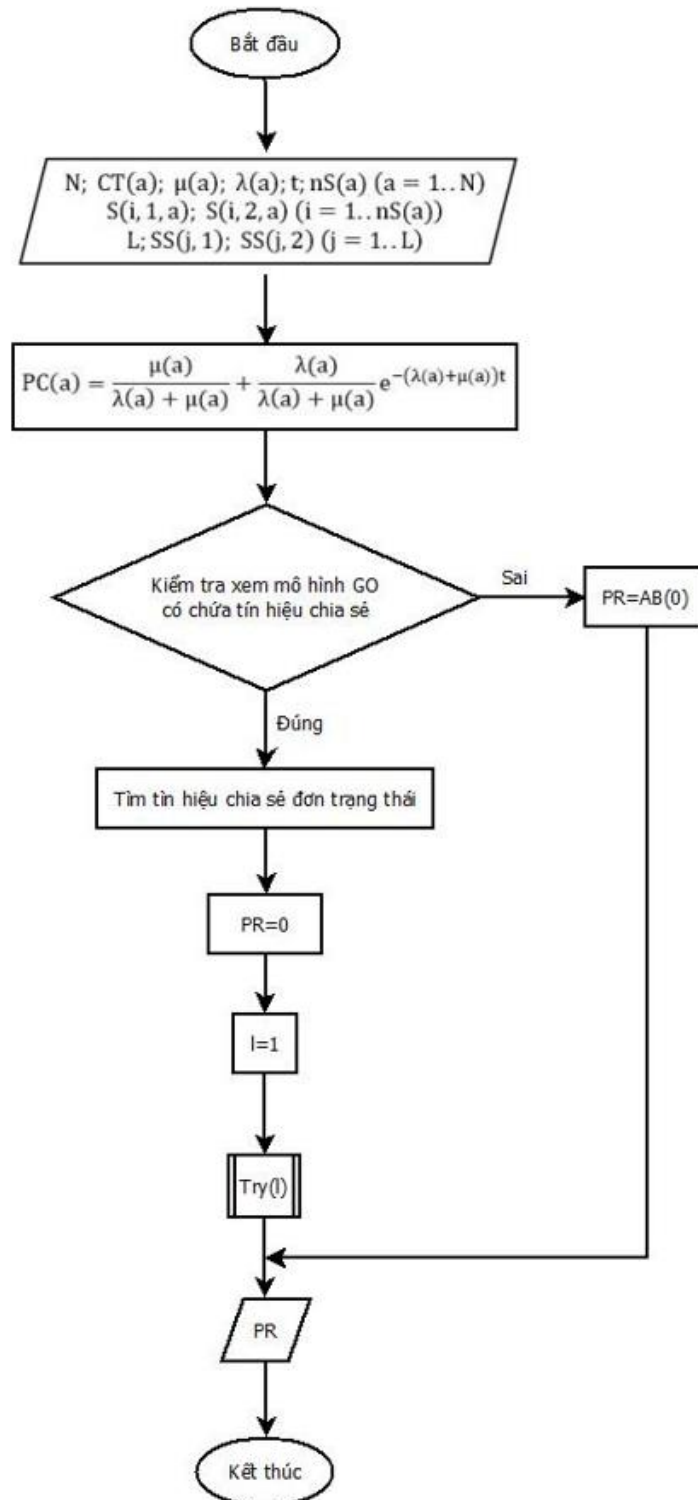 Bắt đầu
N; CT(a); μ(a); λ(a); t; nS(a) (a = 1..N)
S(i, 1, a); S(i, 2, a) (i = 1..nS(a))
L; SS(j, 1); SS(j, 2) (j = 1..L)
PC(a) = μ(a)/(λ(a) + μ(a)) + λ(a)/(λ(a) + μ(a)) e^−(λ(a)+μ(a))t
Kiểm tra xem mô hình GO
có chứa tín hiệu chia sẻ
Sai
PR=AB(0)
Đúng
Tìm tín hiệu chia sẻ đơn trạng thái
PR=0
l=1
Try(l)
PR
Kết thúc